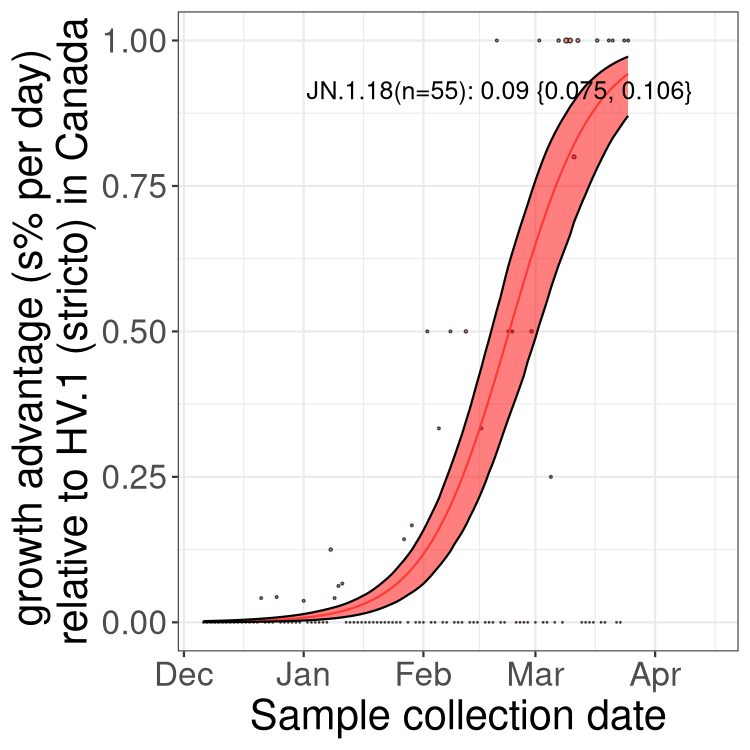 growth advantage (s% per day)
relative to HV.1 (stricto) in Canada
1.00
0.75
0.50
0.25
0.00
JN.1.18(n=55): 0.09 {0.075, 0.106}
Dec Jan Feb Mar Apr
Sample collection date